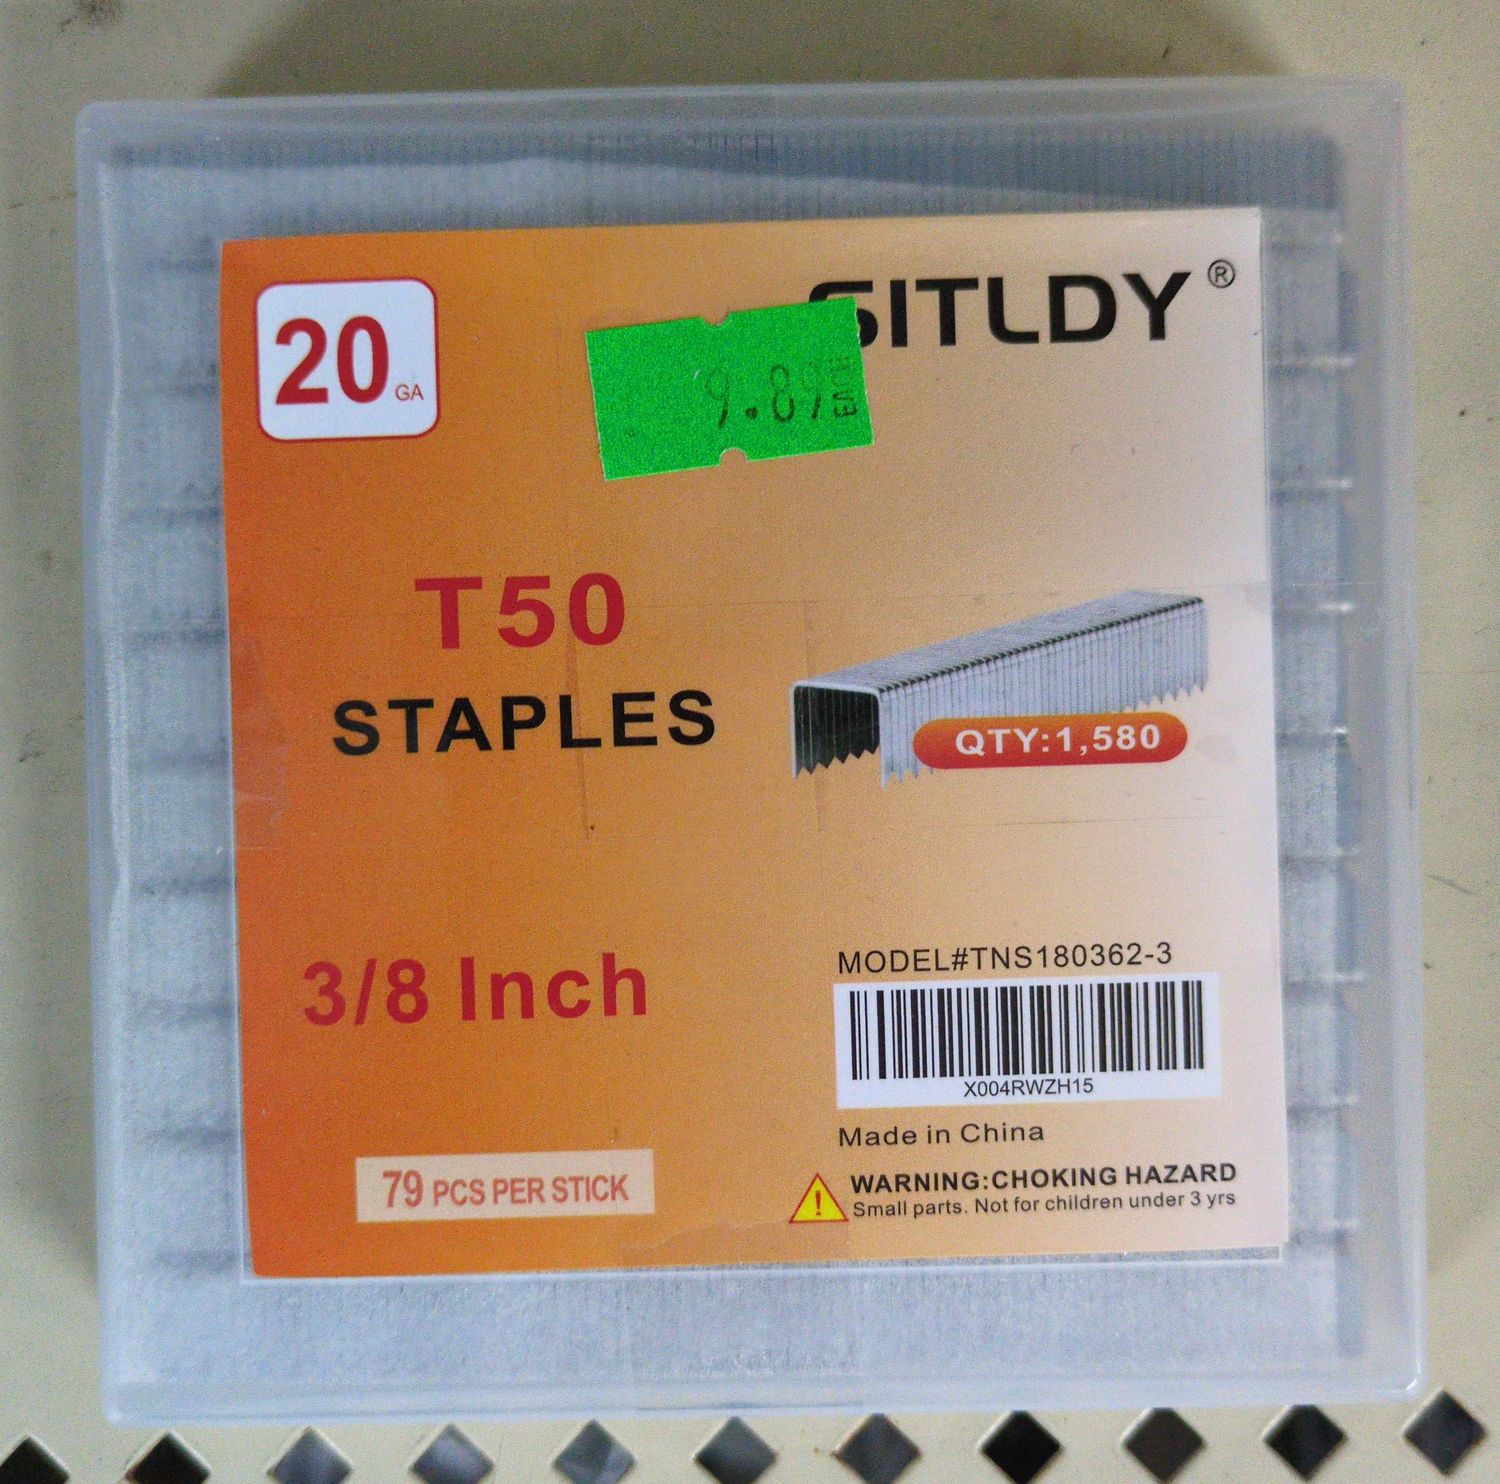 SITLDY®
20 GA
9.89
T50
STAPLES
QTY:1,580
3/8 Inch
MODEL#TNS180362-3
X004RWZH15
Made in China
79 PCS PER STICK
WARNING:CHOKING HAZARD
Small parts. Not for children under 3 yrs